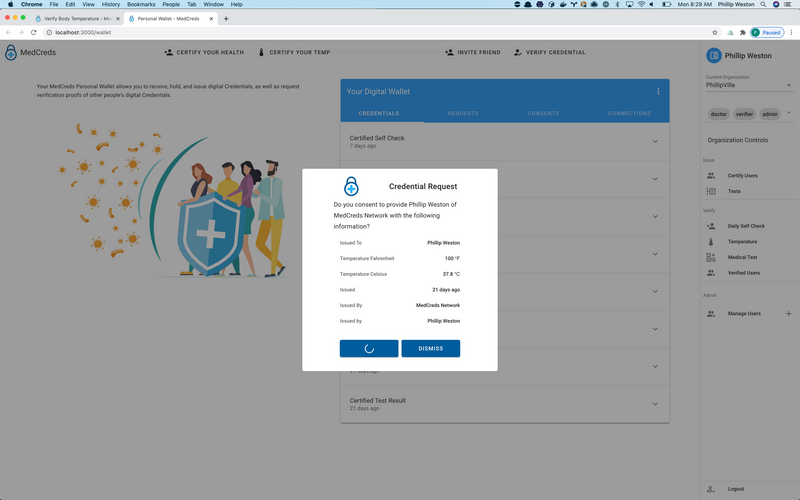 Chrome File Edit View History Bookmarks People Tab Window Help
Mon 8:29 AM Phillip Weston
Verify Body Temperature - M
Personal Wallet - MedCreds
localhost:3000/wallet
P Paused
MedCreds
CERTIFY YOUR HEALTH
CERTIFY YOUR TEMP
INVITE FRIEND
VERIFY CREDENTIAL
Your MedCreds Personal Wallet allows you to receive, hold, and issue digital Credentials, as well as request
verification proofs of other people's digital Credentials.
Your Digital Wallet
CREDENTIALS REQUESTS CONSENTS CONNECTIONS
Certified Self Check
7 days ago
Credential Request
Do you consent to provide Phillip Weston of
MedCreds Network with the following
information?
Issued To Phillip Weston
Temperature Fahrenheit 100 °F
Temperature Celsius 37.8 °C
Issued 21 days ago
Issued By MedCreds Network
Issued by Phillip Weston
DISMISS
21 days ago
Certified Test Result
21 days ago
Phillip Weston
Current Organization
PhillipVille
doctor verifier admin
Organization Controls
Issue
Certify Users
Tests
Verify
Daily Self Check
Temperature
Medical Test
Verified Users
Admin
Manage Users
Logout